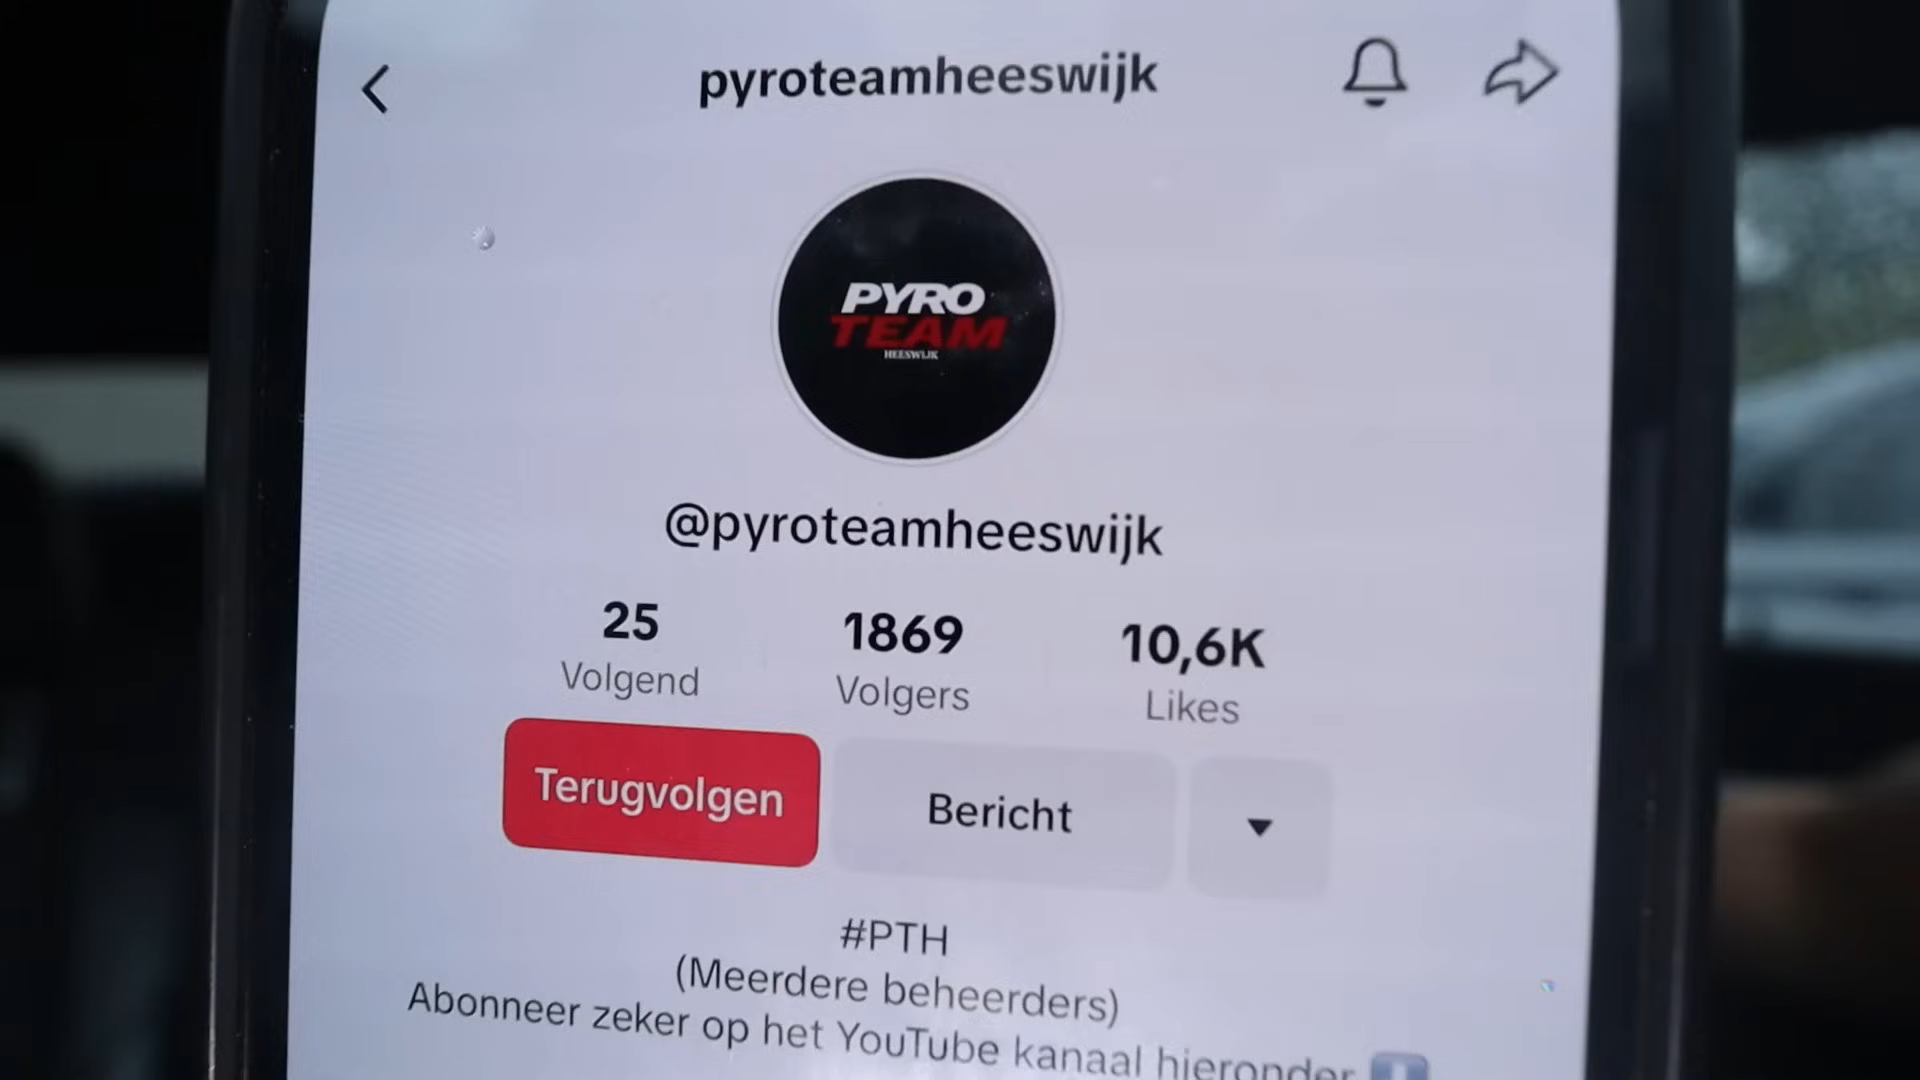 pyroteamheeswijk
PYRO
TEAM
HEESWIJK
@pyroteamheeswijk
25 1869 10,6K
Volgend Volgers Likes
Terugvolgen Bericht
#PTH
(Meerdere beheerders)
Abonneer zeker op het YouTube kanaal hieronder